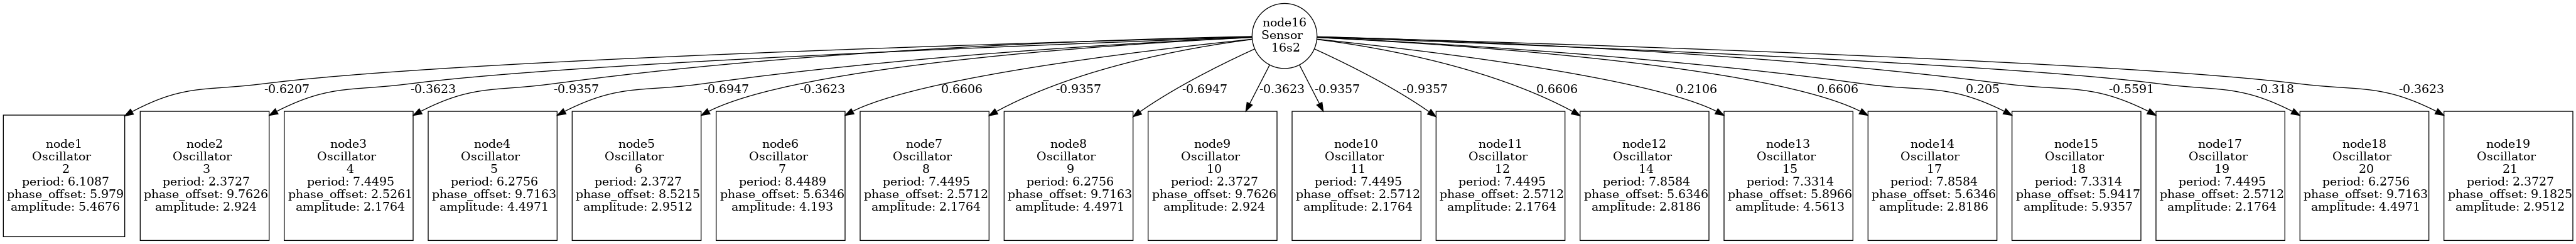 node16
Sensor
16s2
-0.6207
-0.3623
-0.9357
-0.6947
-0.3623
0.6606
-0.9357
-0.6947
-0.3623
-0.9357
-0.9357
0.6606
0.2106
0.6606
0.205
-0.5591
-0.318
-0.3623
node1
Oscillator
2
period: 6.1087
phase_offset: 5.979
amplitude: 5.4676
node2
Oscillator
3
period: 2.3727
phase_offset: 9.7626
amplitude: 2.924
node3
Oscillator
4
period: 7.4495
phase_offset: 2.5261
amplitude: 2.1764
node4
Oscillator
5
period: 6.2756
phase_offset: 9.7163
amplitude: 4.4971
node5
Oscillator
6
period: 2.3727
phase_offset: 8.5215
amplitude: 2.9512
node6
Oscillator
7
period: 8.4489
phase_offset: 5.6346
amplitude: 4.193
node7
Oscillator
8
period: 7.4495
phase_offset: 2.5712
amplitude: 2.1764
node8
Oscillator
9
period: 6.2756
phase_offset: 9.7163
amplitude: 4.4971
node9
Oscillator
10
period: 2.3727
phase_offset: 9.7626
amplitude: 2.924
node10
Oscillator
11
period: 7.4495
phase_offset: 2.5712
amplitude: 2.1764
node11
Oscillator
12
period: 7.4495
phase_offset: 2.5712
amplitude: 2.1764
node12
Oscillator
14
period: 7.8584
phase_offset: 5.6346
amplitude: 2.8186
node13
Oscillator
15
period: 7.3314
phase_offset: 5.8966
amplitude: 4.5613
node14
Oscillator
17
period: 7.8584
phase_offset: 5.6346
amplitude: 2.8186
node15
Oscillator
18
period: 7.3314
phase_offset: 5.9417
amplitude: 5.9357
node17
Oscillator
19
period: 7.4495
phase_offset: 2.5712
amplitude: 2.1764
node18
Oscillator
20
period: 6.2756
phase_offset: 9.7163
amplitude: 4.4971
node19
Oscillator
21
period: 2.3727
phase_offset: 9.1825
amplitude: 2.9512